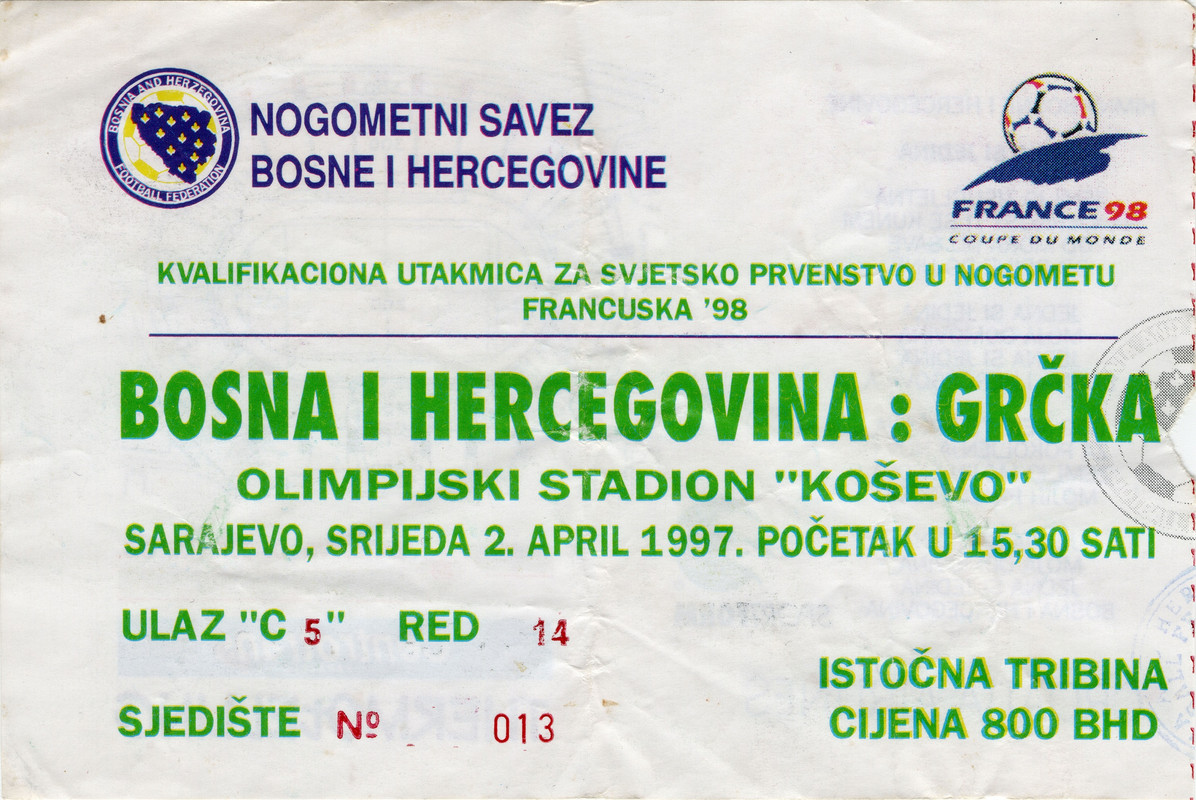 BOSNIA AND HERZEGOVINA
FOOTBALL FEDERATION
NOGOMETNI SAVEZ
BOSNE I HERCEGOVINE
FRANCE 98
COUPE DU MONDE
KVALIFIKACIONA UTAKMICA ZA SVJETSKO PRVENSTVO U NOGOMETU
FRANCUSKA '98
BOSNA I HERCEGOVINA : GRČKA
OLIMPIJSKI STADION "KOŠEVO"
SARAJEVO, SRIJEDA 2. APRIL 1997. POČETAK U 15,30 SATI
ULAZ "C 5" RED 14
SJEDIŠTE Nº 013
ISTOČNA TRIBINA
CIJENA 800 BHD